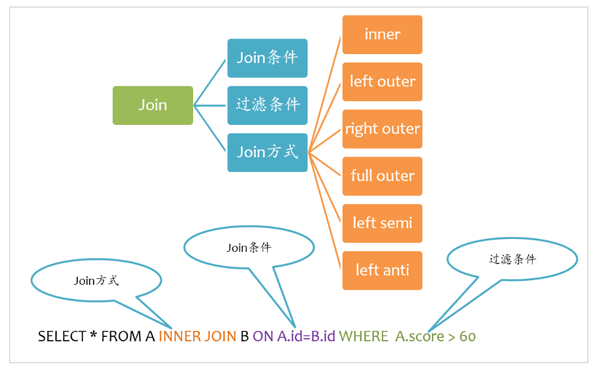 Join
Join条件
过滤条件
Join方式
inner
left outer
right outer
full outer
left semi
left anti
Join方式
Join条件
过滤条件
SELECT * FROM A INNER JOIN B ON A.id=B.id WHERE A.score > 60